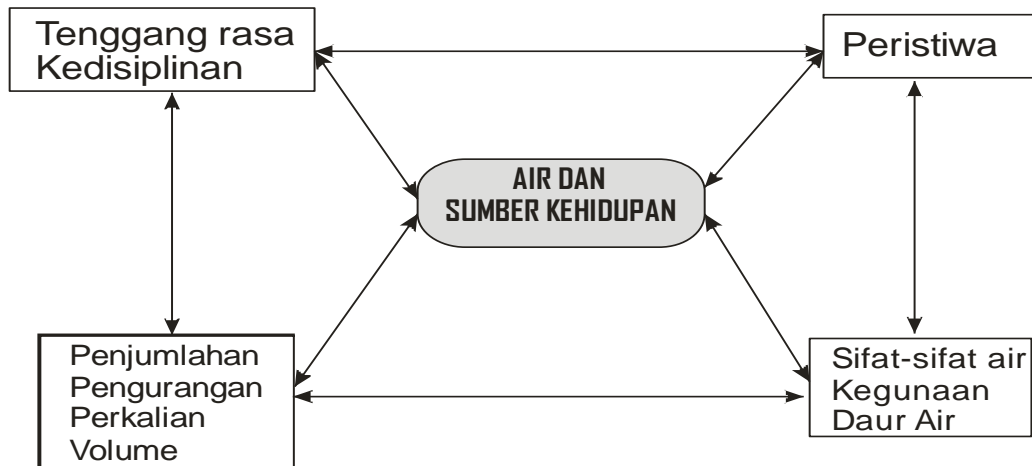 Tenggang rasa
Kedisiplinan
Peristiwa
AIR DAN
SUMBER KEHIDUPAN
Penjumlahan
Pengurangan
Perkalian
Volume
Sifat-sifat air
Kegunaan
Daur Air